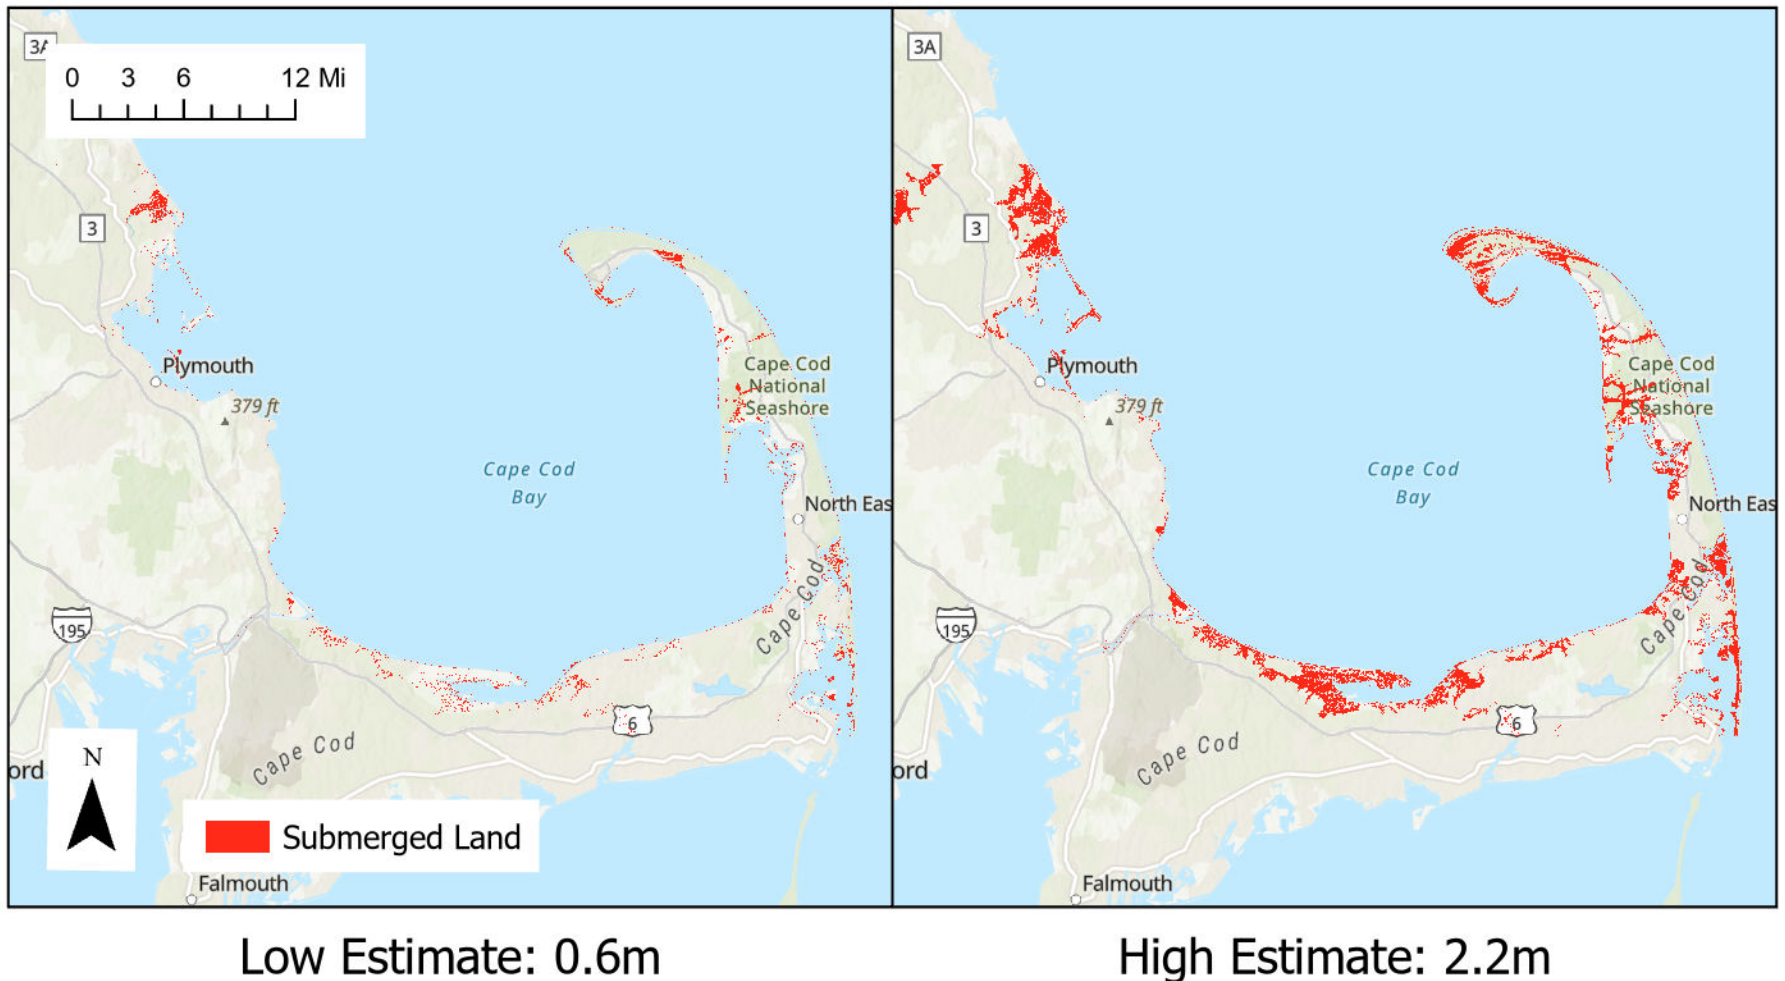 3A
0 3 6 12 Mi
3
Plymouth
379 ft
Cape Cod
National
Seashore
Cape Cod
Bay
North Eas
195
Cape Cod
6
Cape Cod
N
ord
Submerged Land
Falmouth
3A
3
Plymouth
379 ft
Cape Cod
National
Seashore
Cape Cod
Bay
North Eas
195
Cape Cod
6
Cape Cod
ord
Falmouth
Low Estimate: 0.6m
High Estimate: 2.2m